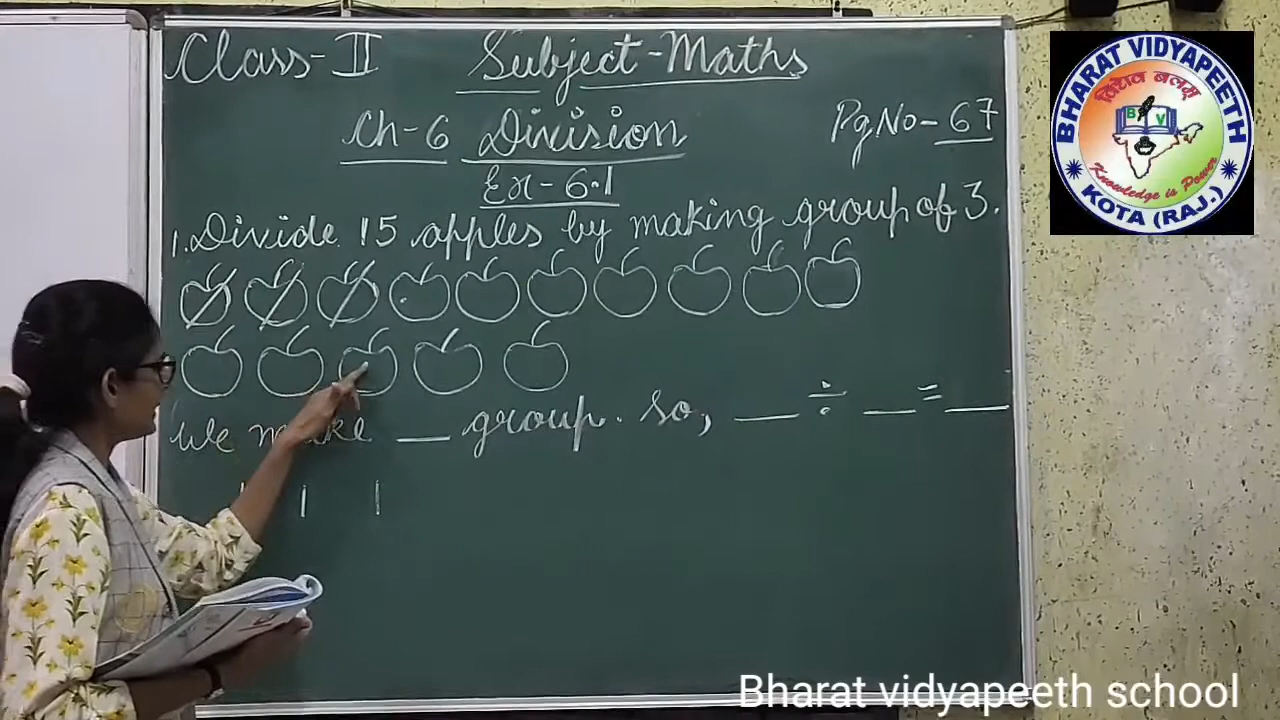 Class-II Subject-Maths
Ch-6 Division Pg.No-67
Ex-6.1
1. Divide 15 apples by making group of 3.
We make __ group. so, __ ÷ __ = __
| | |
BHARAT VIDYAPEETH
B V
Knowledge is Power
KOTA (RAJ.)
Bharat vidyapeeth school